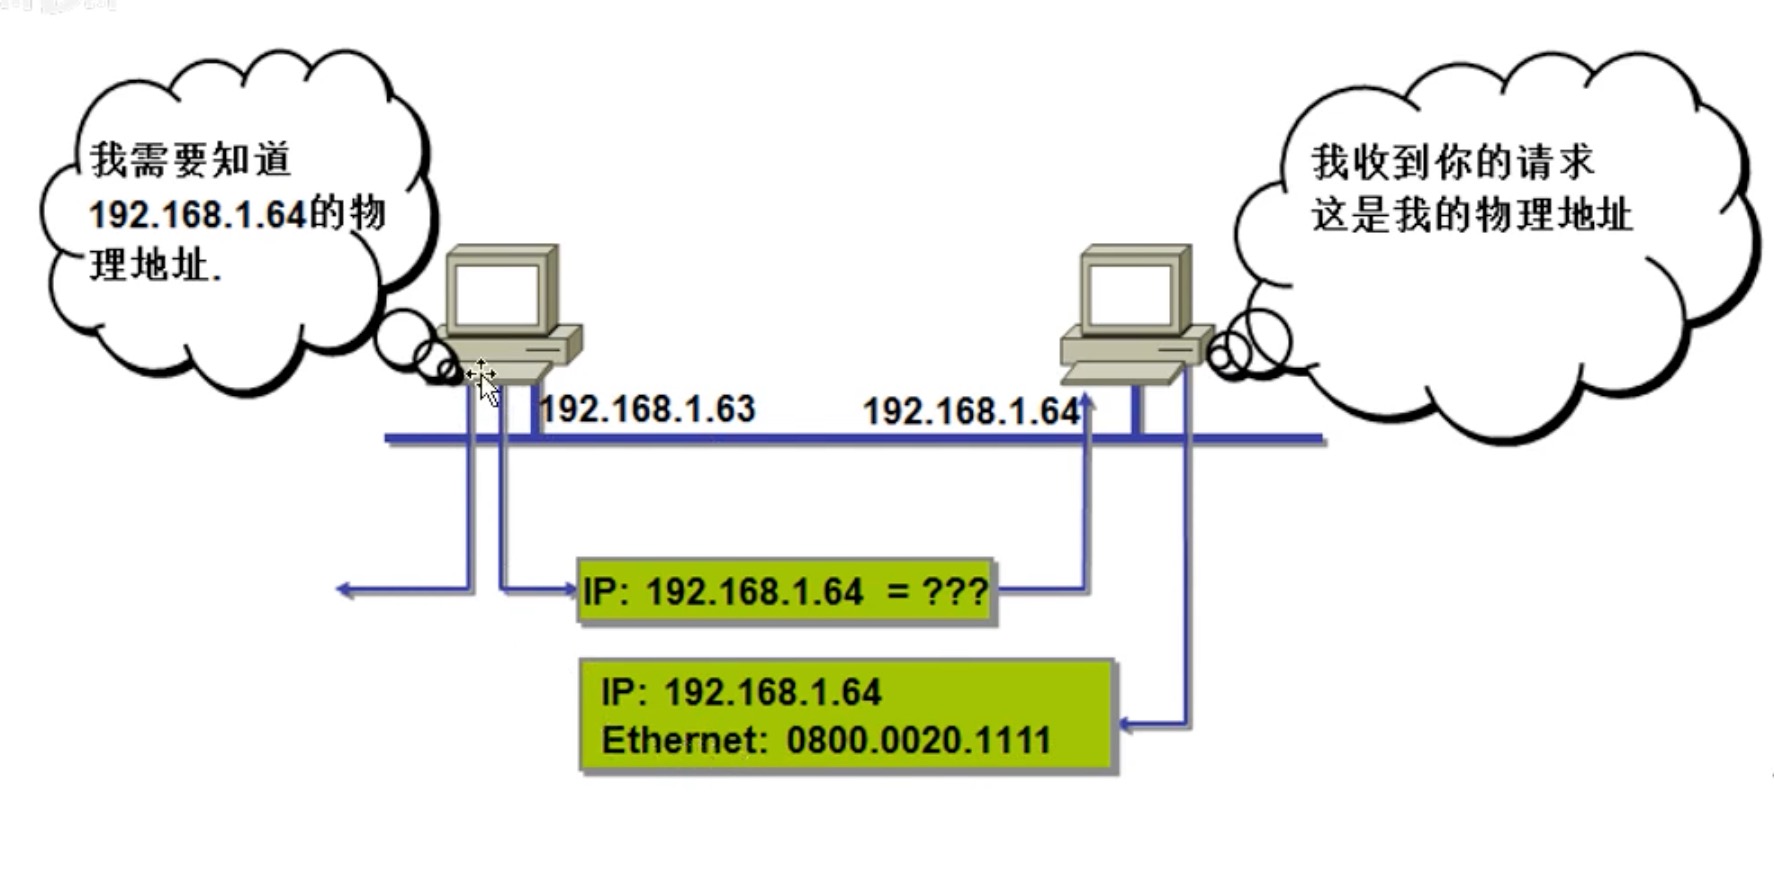 我需要知道
192.168.1.64的物
理地址.
我收到你的请求
这是我的物理地址
192.168.1.63
192.168.1.64
IP: 192.168.1.64 = ???
IP: 192.168.1.64
Ethernet: 0800.0020.1111